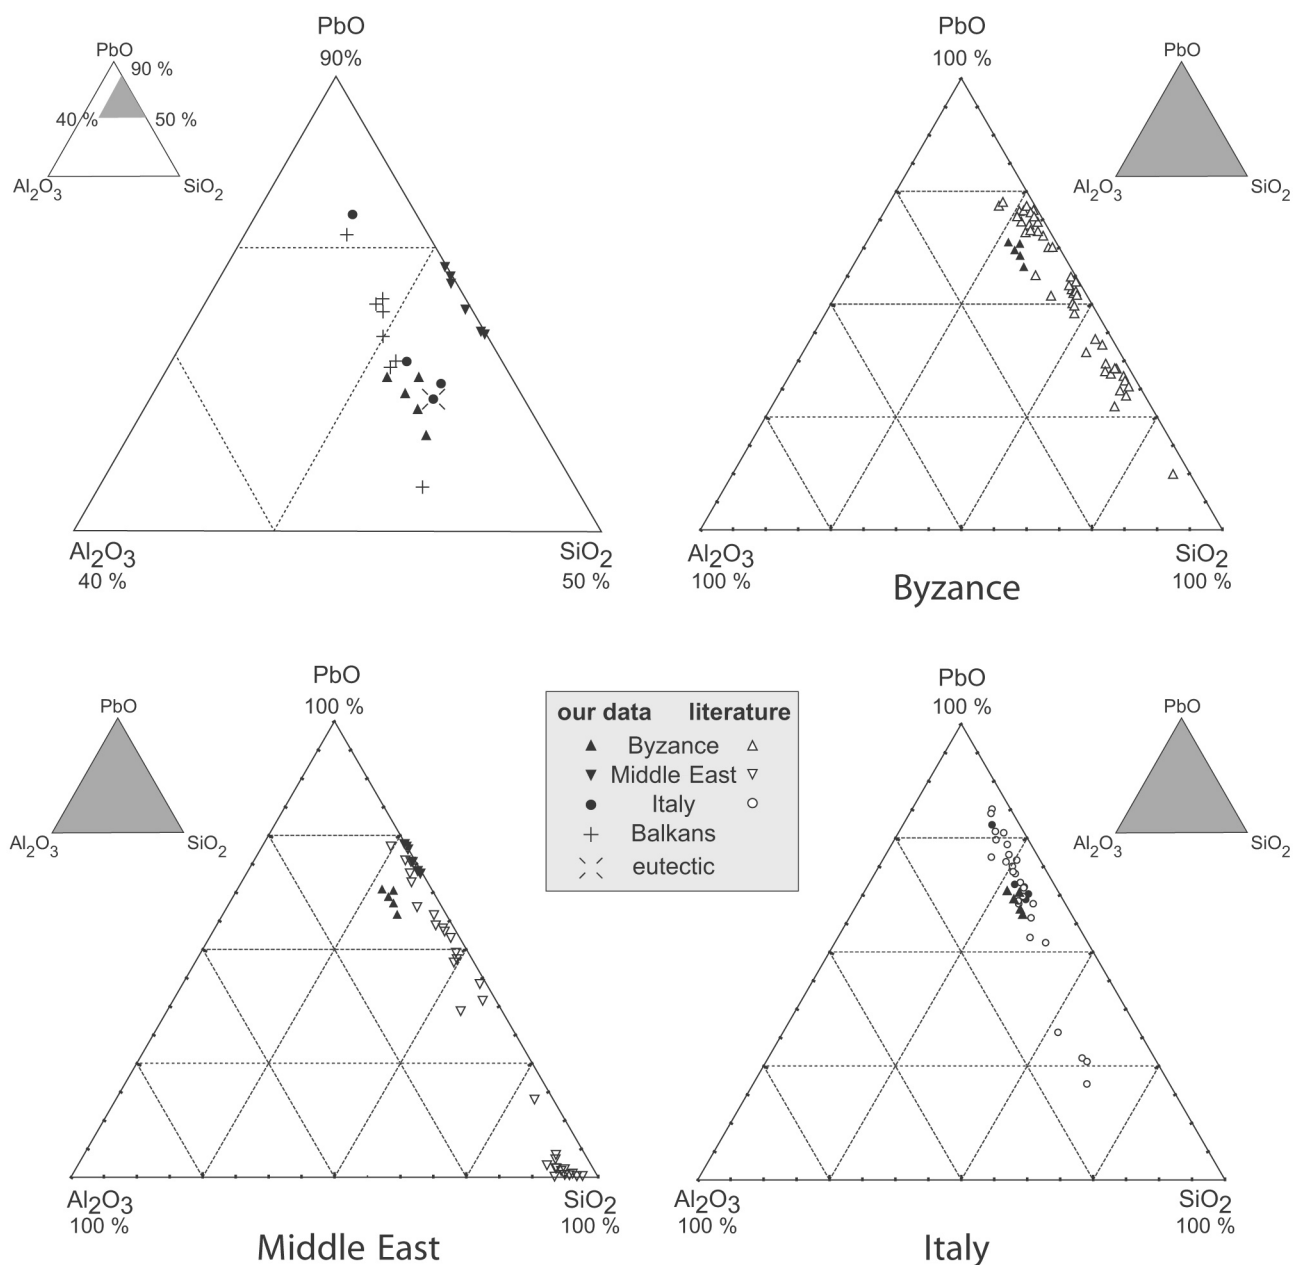 PbO
90%
PbO
90 %
40 %
50 %
Al2O3
SiO2
Al2O3
40 %
SiO2
50 %
PbO
100 %
PbO
Al2O3
SiO2
Al2O3
100 %
SiO2
100 %
Byzance
PbO
100 %
PbO
Al2O3
SiO2
Al2O3
100 %
SiO2
100 %
Middle East
our data literature
Byzance
Middle East
Italy
Balkans
eutectic
PbO
100 %
PbO
Al2O3
SiO2
Al2O3
100 %
SiO2
100 %
Italy